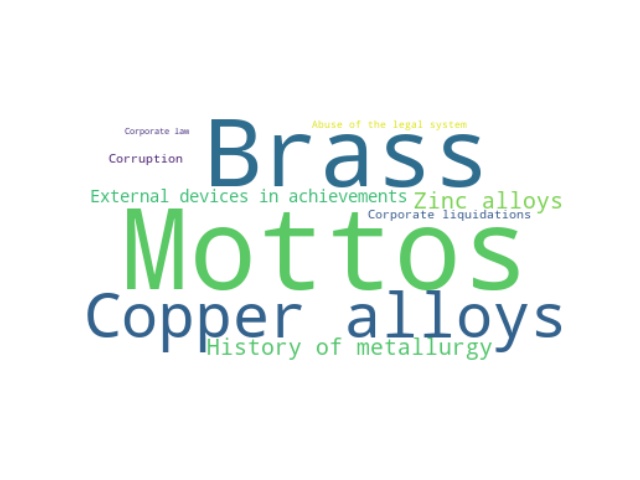 Abuse of the legal system
Corporate law
Brass
Corruption
External devices in achievements
Zinc alloys
Corporate liquidations
Mottos
Copper alloys
History of metallurgy